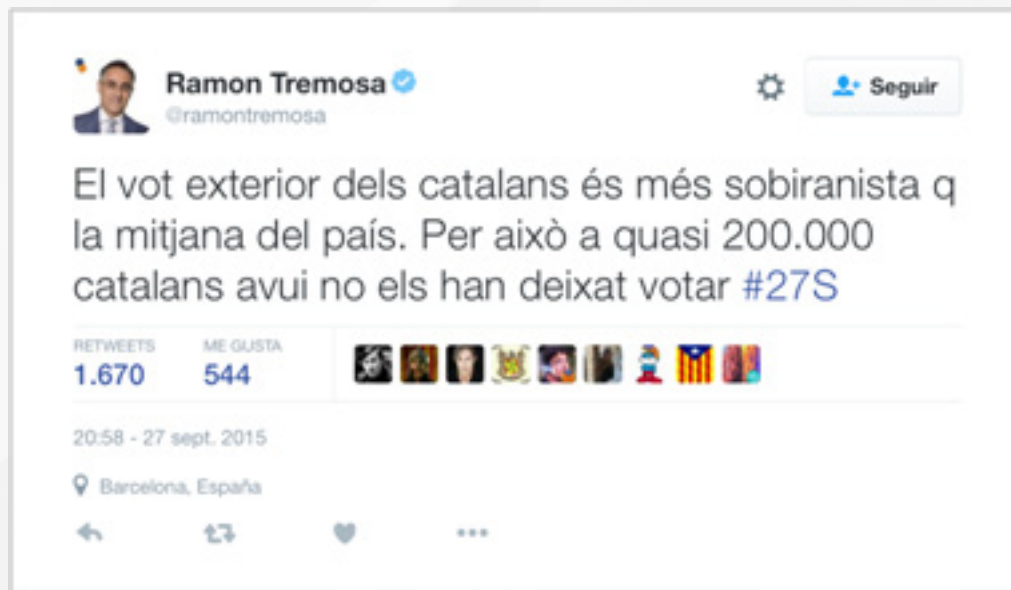 Ramon Tremosa
@ramontremosa
Seguir
El vot exterior dels catalans és més sobiranista q
la mitjana del país. Per això a quasi 200.000
catalans avui no els han deixat votar #27S
RETWEETS ME GUSTA
1.670 544
20:58 - 27 sept. 2015
Barcelona, España